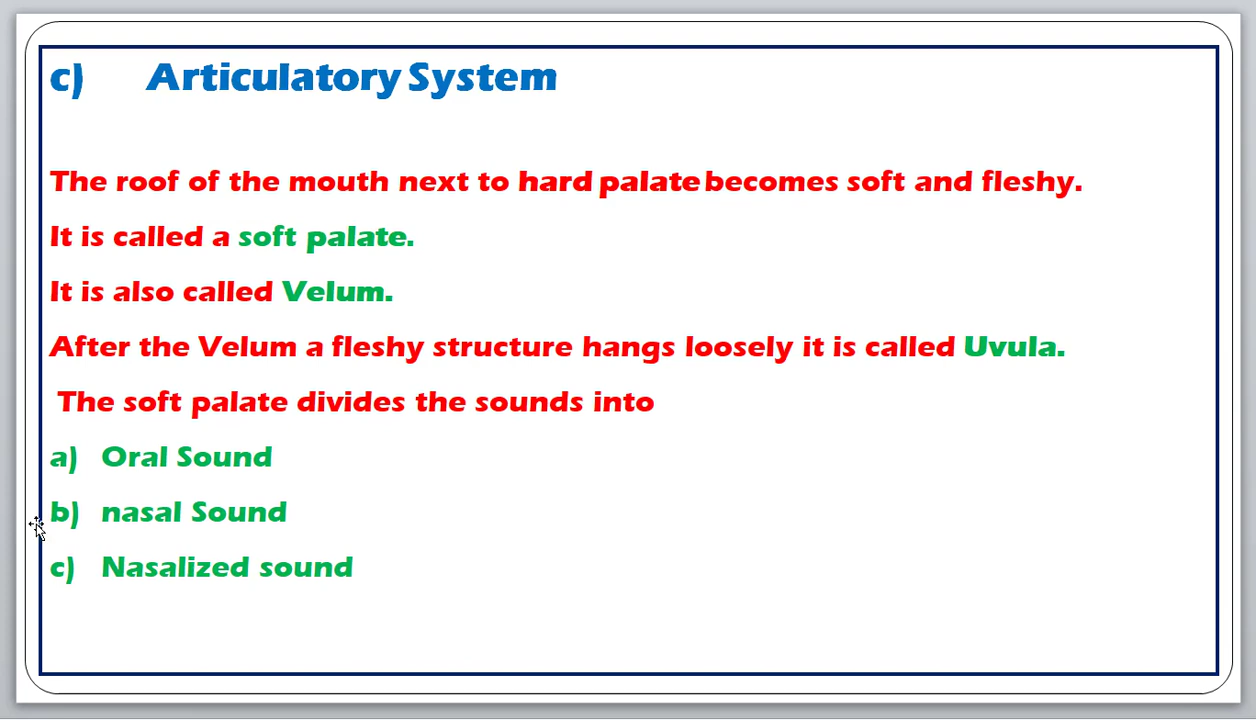 c) Articulatory System
The roof of the mouth next to hard palate becomes soft and fleshy.
It is called a soft palate.
It is also called Velum.
After the Velum a fleshy structure hangs loosely it is called Uvula.
The soft palate divides the sounds into
a) Oral Sound
b) nasal Sound
c) Nasalized sound